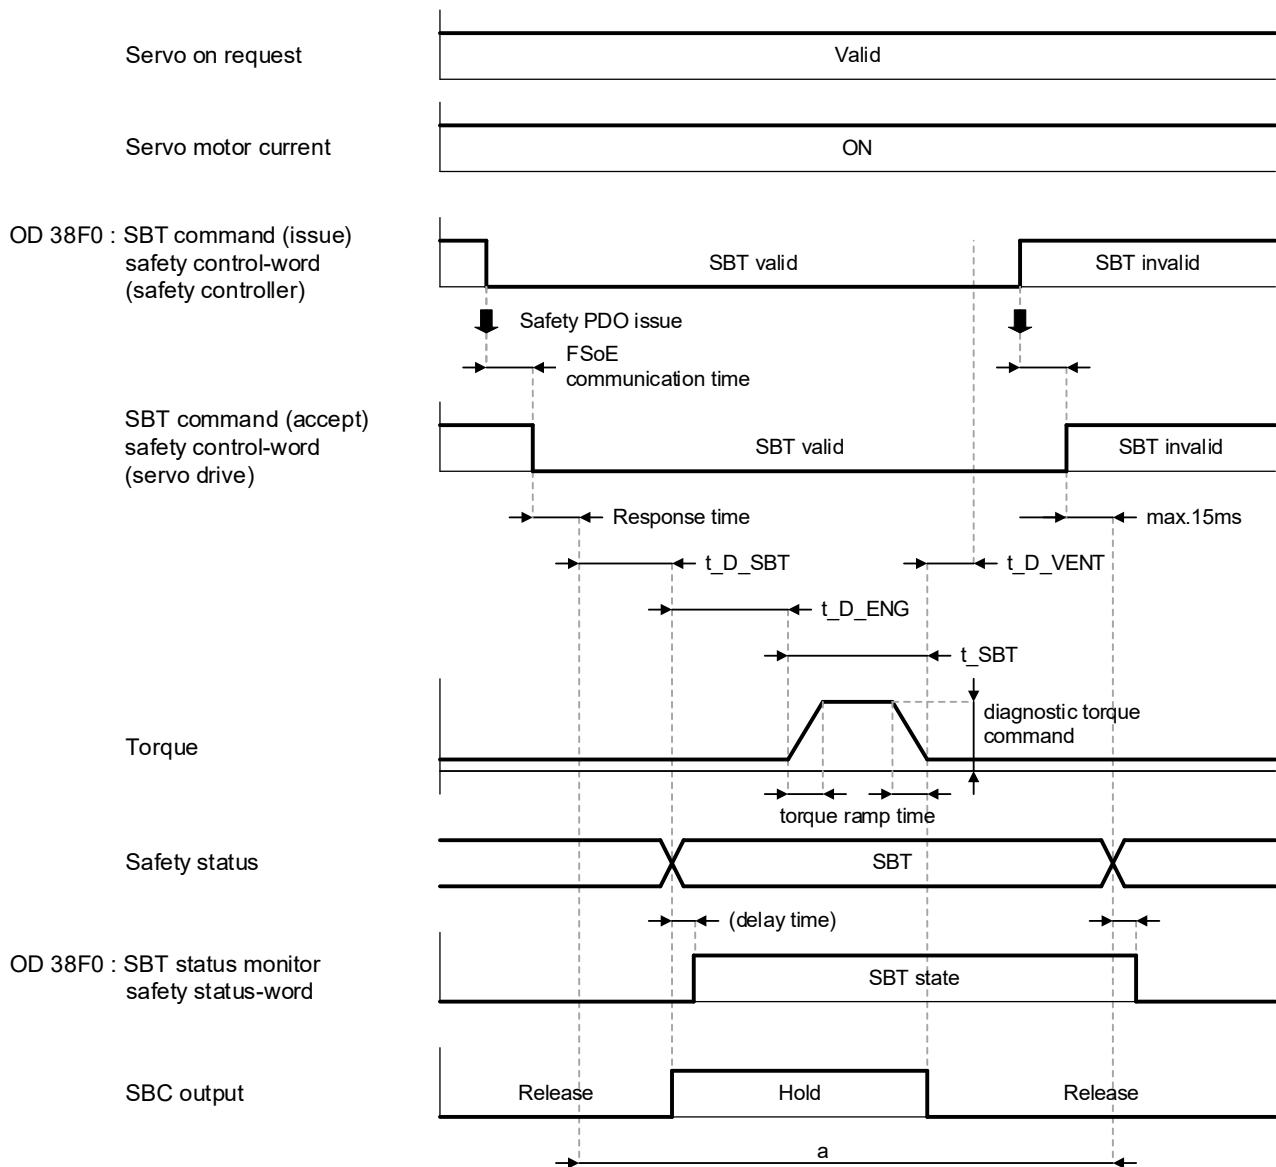 Servo on request
Valid
Servo motor current
ON
OD 38F0 : SBT command (issue)
safety control-word
(safety controller)
SBT valid
SBT invalid
Safety PDO issue
FSoE
communication time
SBT command (accept)
safety control-word
(servo drive)
SBT valid
SBT invalid
Response time
max.15ms
t_D_SBT
t_D_VENT
t_D_ENG
t_SBT
diagnostic torque
command
Torque
torque ramp time
Safety status
SBT
(delay time)
OD 38F0 : SBT status monitor
safety status-word
SBT state
SBC output
Release
Hold
Release
a